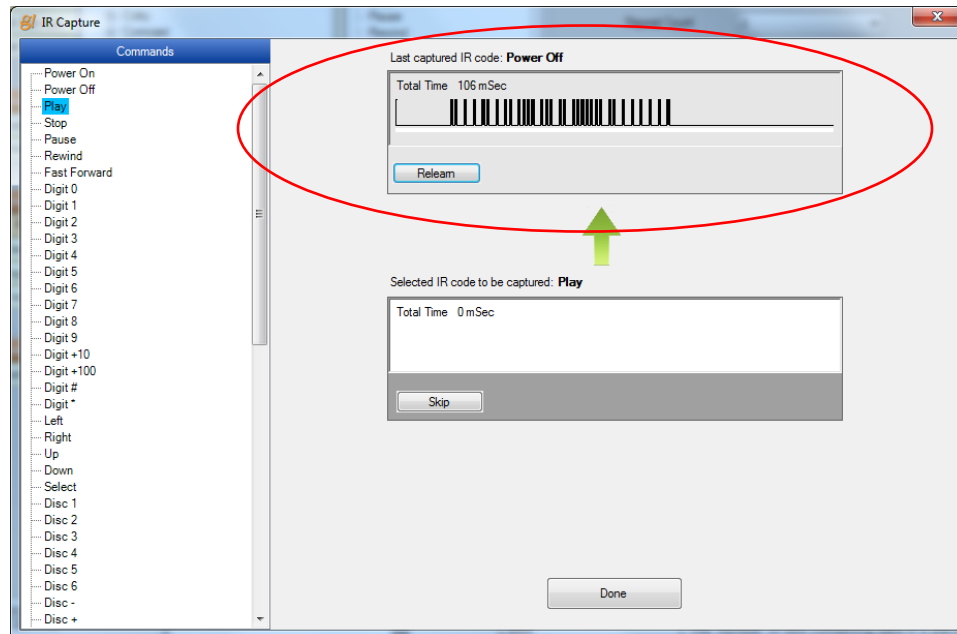 IR Capture
Commands
Power On
Power Off
Play
Stop
Pause
Rewind
Fast Forward
Digit 0
Digit 1
Digit 2
Digit 3
Digit 4
Digit 5
Digit 6
Digit 7
Digit 8
Digit 9
Digit +10
Digit +100
Digit #
Digit *
Left
Right
Up
Down
Select
Disc 1
Disc 2
Disc 3
Disc 4
Disc 5
Disc 6
Disc -
Disc +
Last captured IR code: Power Off
Total Time 106 mSec
Relearn
Selected IR code to be captured: Play
Total Time 0 mSec
Skip
Done